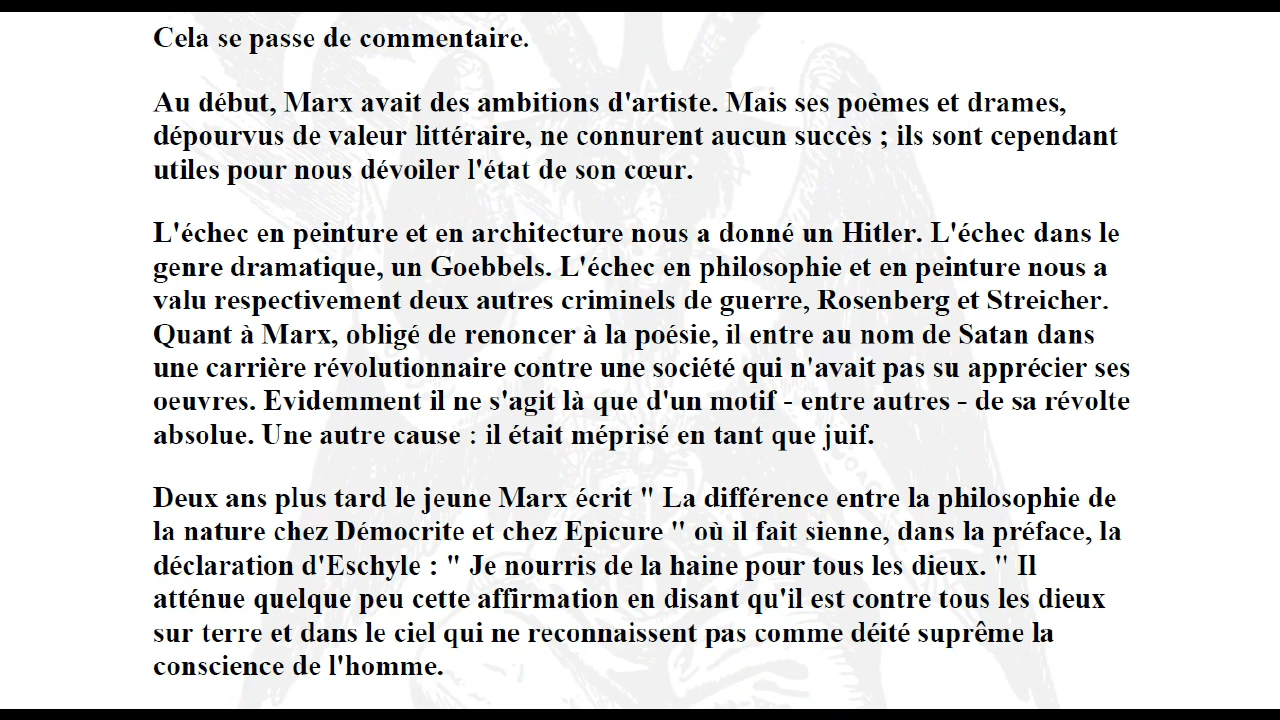 Cela se passe de commentaire.
Au début, Marx avait des ambitions d'artiste. Mais ses poèmes et drames,
dépourvus de valeur littéraire, ne connurent aucun succès ; ils sont cependant
utiles pour nous dévoiler l'état de son cœur.
L'échec en peinture et en architecture nous a donné un Hitler. L'échec dans le
genre dramatique, un Goebbels. L'échec en philosophie et en peinture nous a
valu respectivement deux autres criminels de guerre, Rosenberg et Streicher.
Quant à Marx, obligé de renoncer à la poésie, il entre au nom de Satan dans
une carrière révolutionnaire contre une société qui n'avait pas su apprécier ses
oeuvres. Evidemment il ne s'agit là que d'un motif - entre autres - de sa révolte
absolue. Une autre cause : il était méprisé en tant que juif.
Deux ans plus tard le jeune Marx écrit " La différence entre la philosophie de
la nature chez Démocrite et chez Epicure " où il fait sienne, dans la préface, la
déclaration d'Eschyle : " Je nourris de la haine pour tous les dieux. " Il
atténue quelque peu cette affirmation en disant qu'il est contre tous les dieux
sur terre et dans le ciel qui ne reconnaissent pas comme déité suprême la
conscience de l'homme.